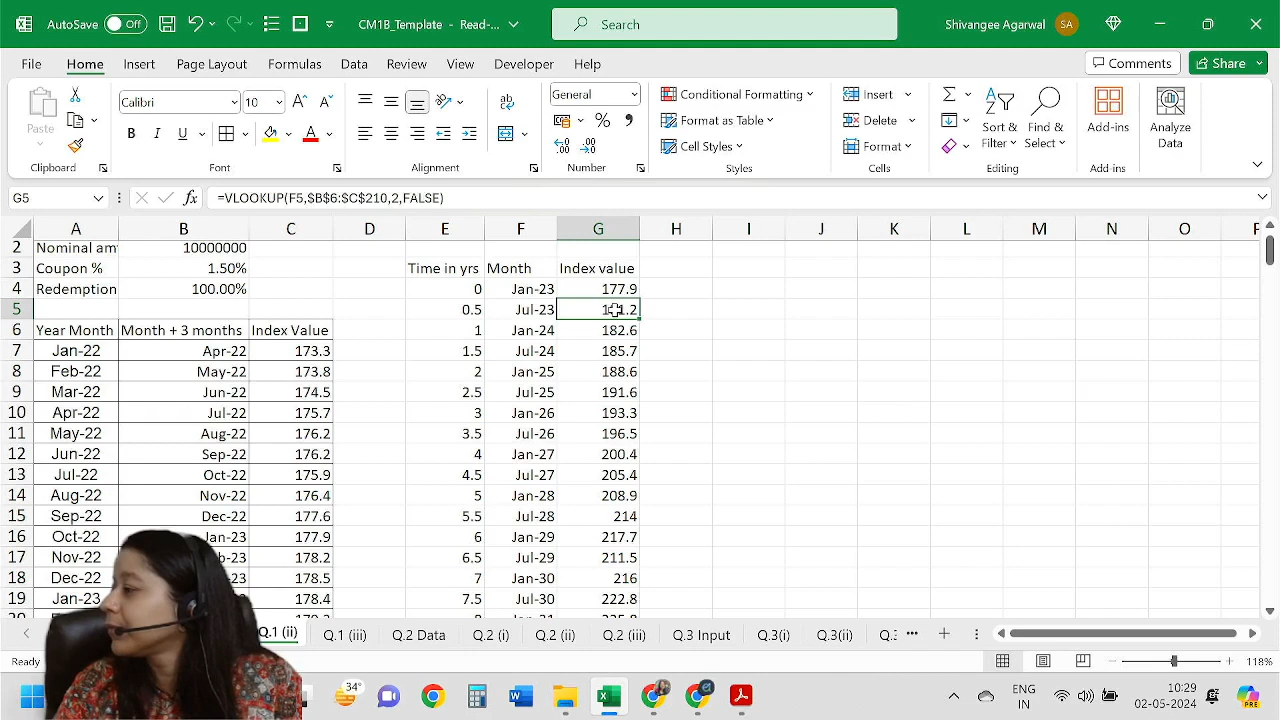 AutoSave Off CM1B_Template - Read-... Search Shivangee Agarwal SA
File Home Insert Page Layout Formulas Data Review View Developer Help Comments Share
Paste Calibri 10 General Conditional Formatting Insert
B I U Format as Table Delete Sort & Filter Find & Select Add-ins Analyze Data
Cell Styles Format
Clipboard Font Alignment Number Styles Cells Editing Add-ins
G5 fx =VLOOKUP(F5,$B$6:$C$210,2,FALSE)
A B C D E F G H I J K L M N O P
2 Nominal am 10000000
3 Coupon % 1.50% Time in yrs Month Index value
4 Redemption 100.00% 0 Jan-23 177.9
5 0.5 Jul-23
6 Year Month Month + 3 months Index Value 1 Jan-24 182.6
7 Jan-22 Apr-22 173.3 1.5 Jul-24 185.7
8 Feb-22 May-22 173.8 2 Jan-25 188.6
9 Mar-22 Jun-22 174.5 2.5 Jul-25 191.6
10 Apr-22 Jul-22 175.7 3 Jan-26 193.3
11 May-22 Aug-22 176.2 3.5 Jul-26 196.5
12 Jun-22 Sep-22 176.2 4 Jan-27 200.4
13 Jul-22 Oct-22 175.9 4.5 Jul-27 205.4
14 Aug-22 Nov-22 176.4 5 Jan-28 208.9
15 Sep-22 Dec-22 177.6 5.5 Jul-28 214
16 Oct-22 Jan-23 177.9 6 Jan-29 217.7
17 Nov-22 178.2 6.5 Jul-29 211.5
18 Dec-22 178.5 7 Jan-30 216
19 Jan-23 178.4 7.5 Jul-30 222.8
Q.1 (ii) Q.1 (iii) Q.2 Data Q.2 (i) Q.2 (ii) Q.2 (iii) Q.3 Input Q.3(i) Q.3(ii) Q.:
Ready 118%
34° ENG IN 10:29 02-05-2024